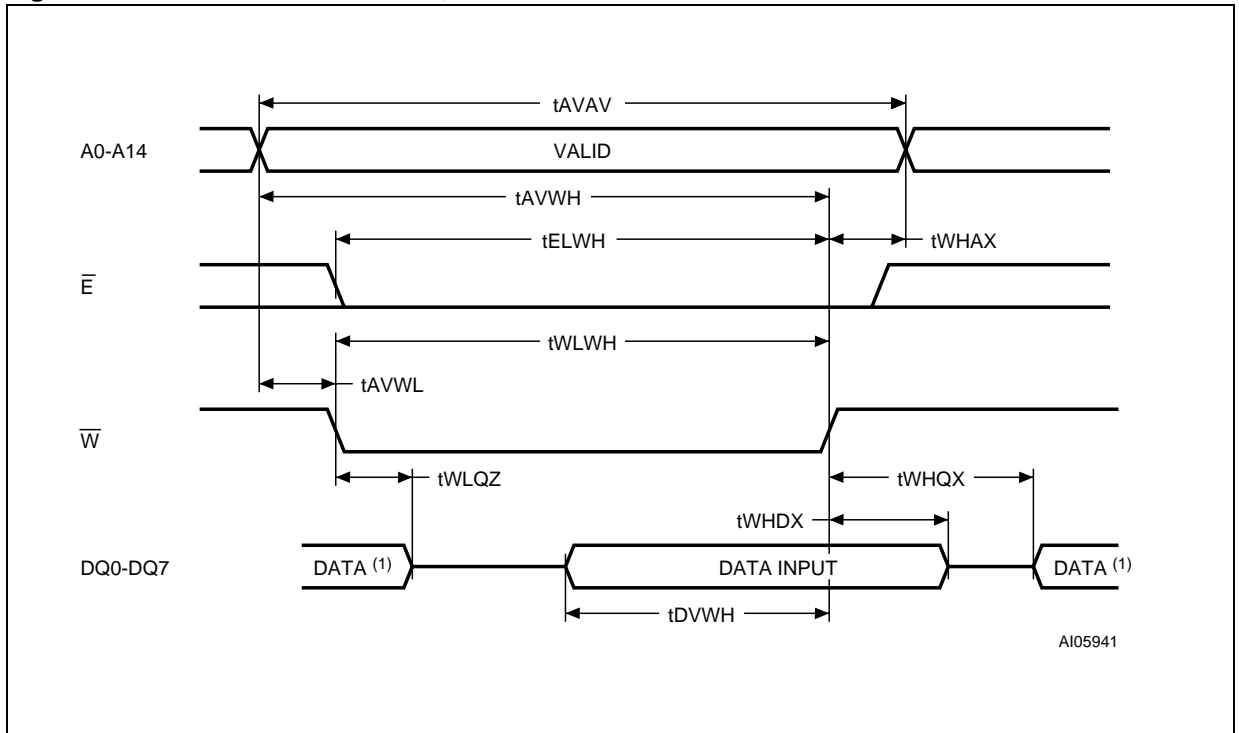 tAVAV
A0-A14
VALID
tAVWH
tELWH
tWHAX
E̅
tWLWH
tAVWL
W̅
tWLQZ
tWHQX
tWHDX
DQ0-DQ7
DATA (1)
DATA INPUT
DATA (1)
tDVWH
AI05941